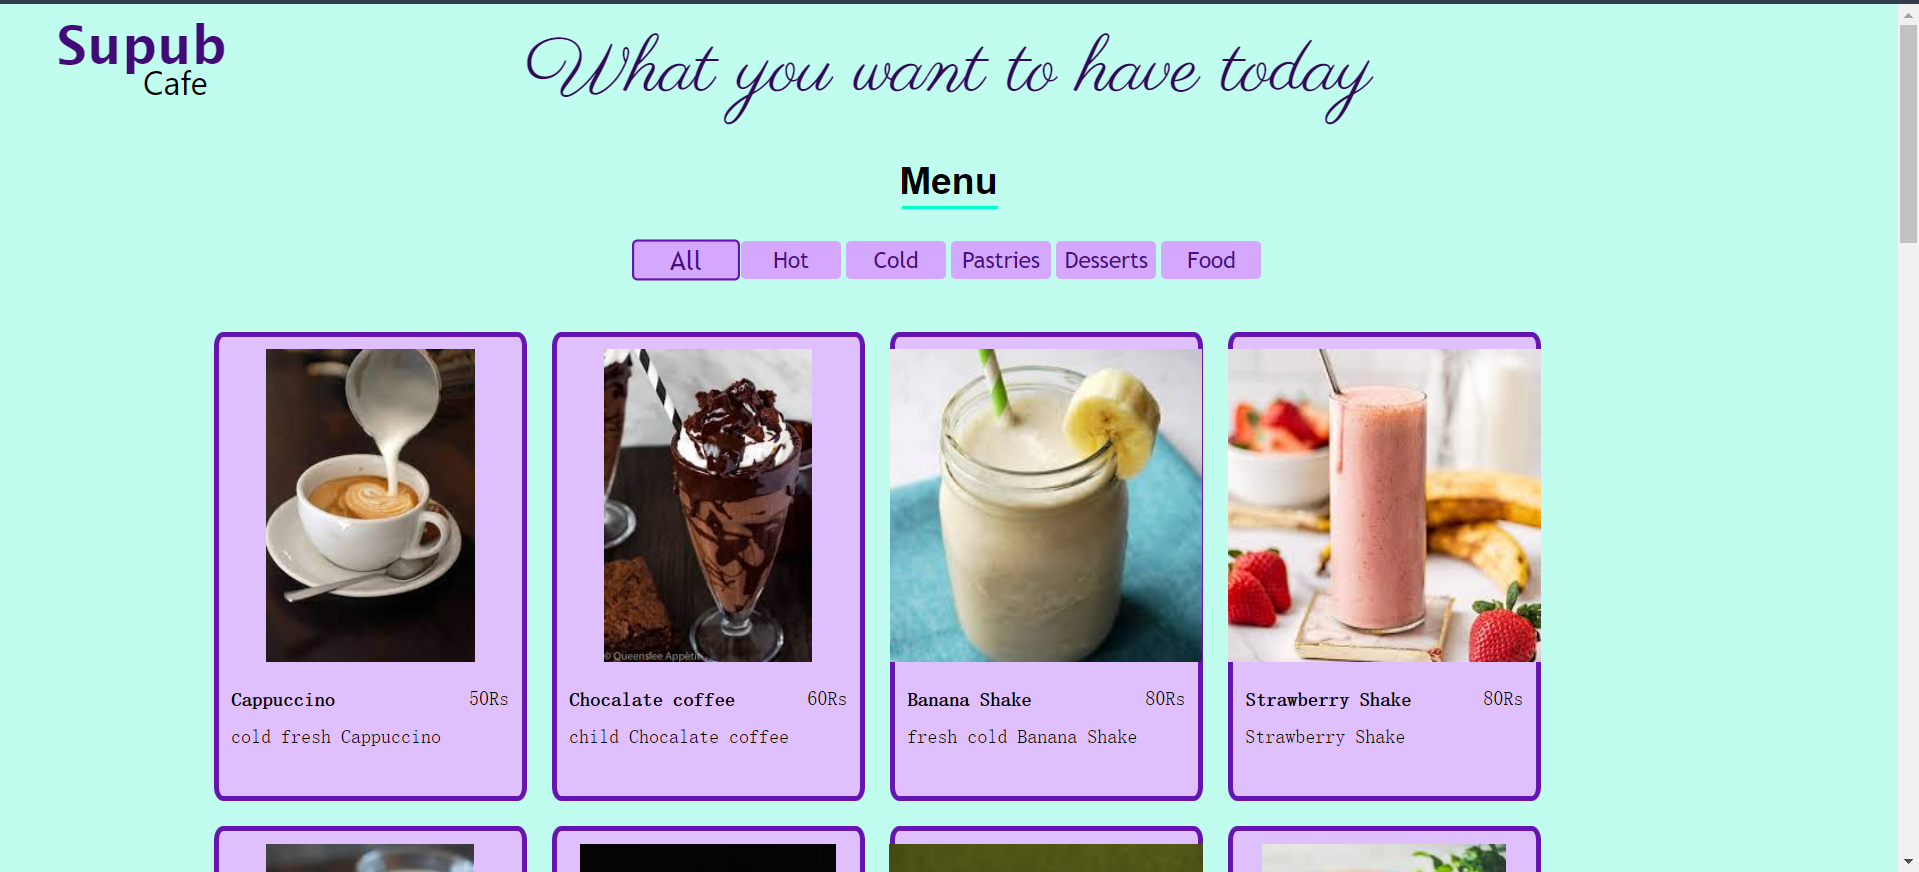 Supub
Cafe
What you want to have today
Menu
All Hot Cold Pastries Desserts Food
© Queenslee Appétit
Cappuccino 50Rs
cold fresh Cappuccino
Chocalate coffee 60Rs
child Chocalate coffee
Banana Shake 80Rs
fresh cold Banana Shake
Strawberry Shake 80Rs
Strawberry Shake